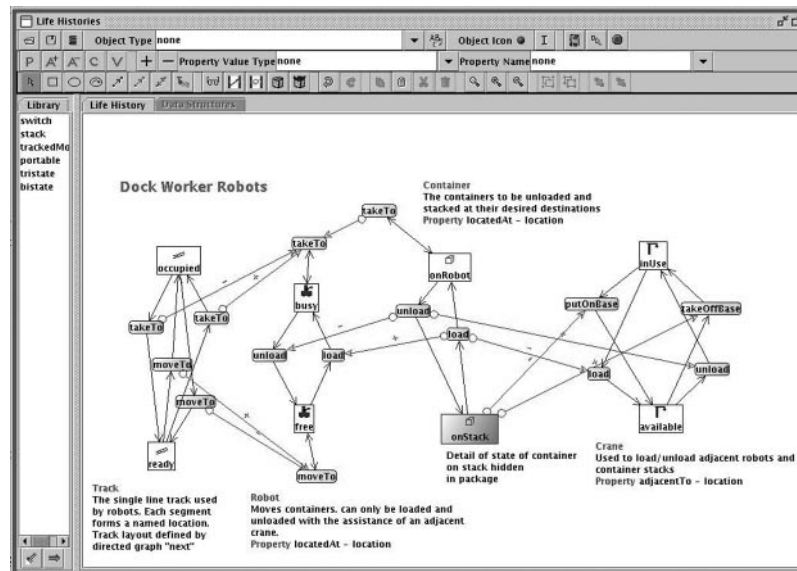 Life Histories
Object Type none
Object Icon
I
P A+ A- C V + - Property Value Type none
Property Name none
Library
Life History
Data Structures
switch
stack
trackedMo
portable
tristate
bistate
Dock Worker Robots
Container
The containers to be unloaded and
stacked at their desired destinations
Property locatedAt - location
takeTo
takeTo
occupied
onRobot
inUse
busy
putOnBase
takeOffBase
takeTo
takeTo
unload
unload
load
load
moveTo
load
unload
moveTo
free
onStack
available
ready
moveTo
Detail of state of container
on stack hidden
in package
Crane
Used to load/unload adjacent robots and
container stacks
Property adjacentTo - location
Track
The single line track used
by robots. Each segment
forms a named location.
Track layout defined by
directed graph "next"
Robot
Moves containers. can only be loaded and
unloaded with the assistance of an adjacent
crane.
Property locatedAt - location